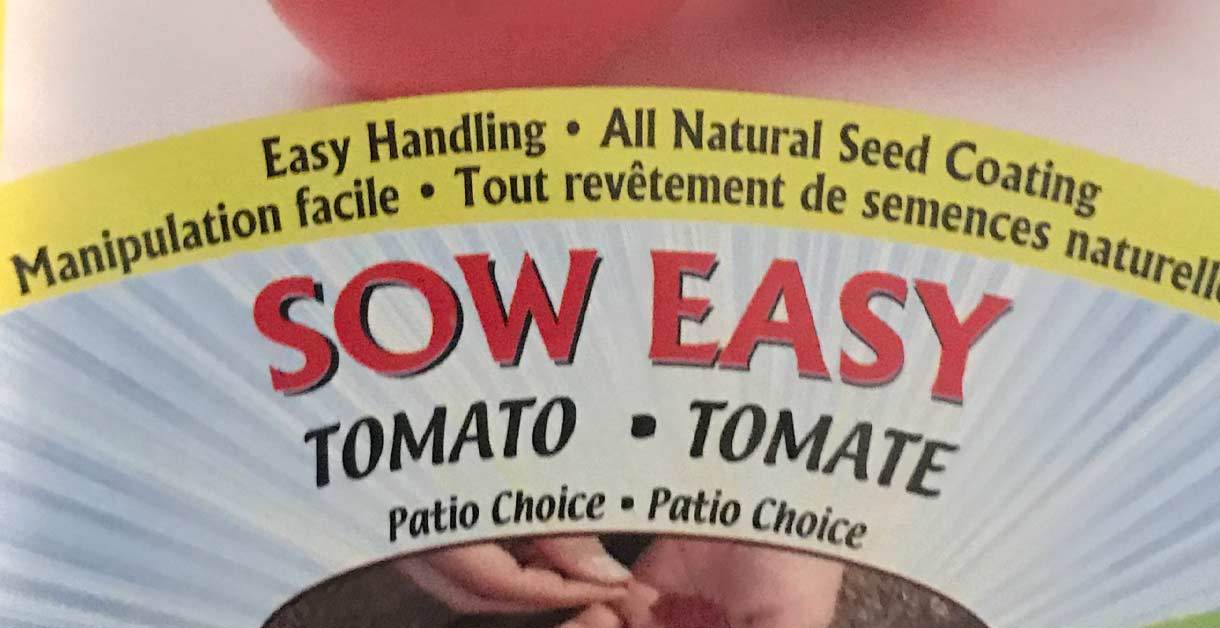 Easy Handling • All Natural Seed Coating
Manipulation facile • Tout revêtement de semences
SOW EASY
TOMATO • TOMATE
Patio Choice • Patio Choice